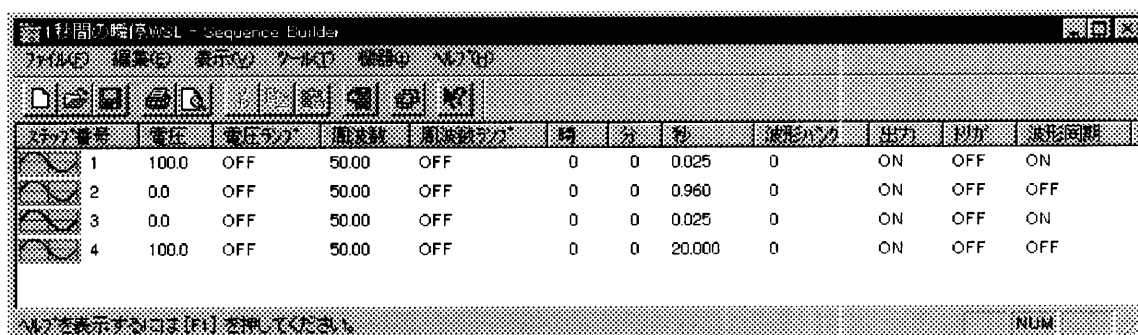 1秒間の瞬停.WSL - Sequence Builder
ファイル(F) 編集(E) 表示(V) ツール(T) 機器(I) ヘルプ(H)
ステップ番号 電圧 電圧ランプ 周波数 周波数ランプ 時 分 秒 波形バンク 出力 トリガ 波形同期
1 100.0 OFF 50.00 OFF 0 0 0.025 0 ON OFF ON
2 0.0 OFF 50.00 OFF 0 0 0.960 0 ON OFF OFF
3 0.0 OFF 50.00 OFF 0 0 0.025 0 ON OFF ON
4 100.0 OFF 50.00 OFF 0 0 20.000 0 ON OFF OFF
ヘルプを表示するには [F1] を押してください。 NUM